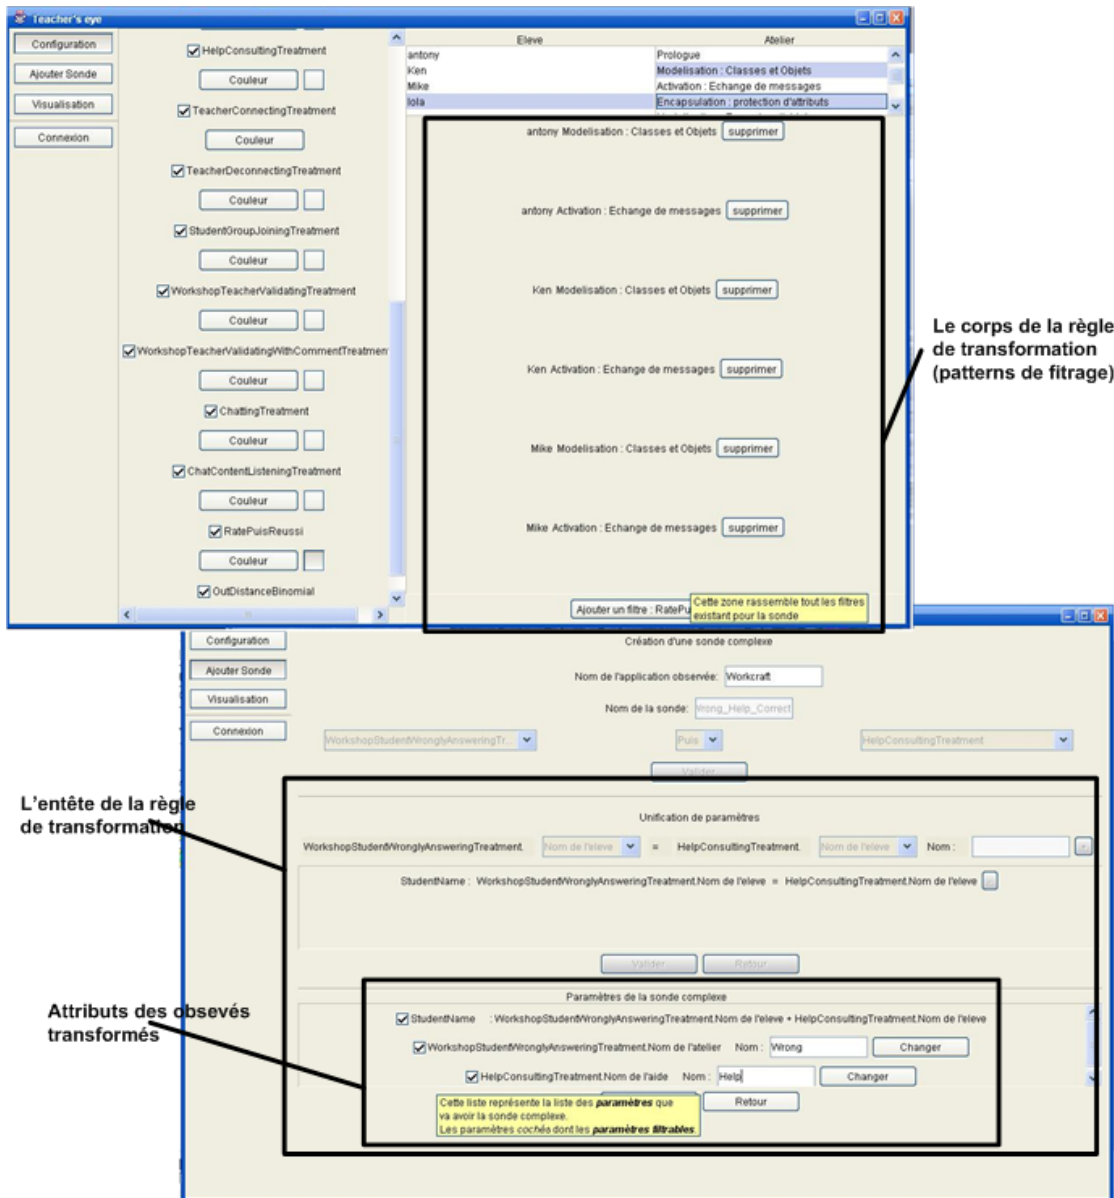 Teacher's eye
Configuration
Ajouter Sonde
Visualisation
Connexion
HelpConsultingTreatment
Couleur
TeacherConnectingTreatment
Couleur
TeacherDeconnectingTreatment
Couleur
StudentGroupJoiningTreatment
Couleur
WorkshopTeacherValidatingTreatment
Couleur
WorkshopTeacherValidatingWithCommentTreatment
Couleur
ChattingTreatment
Couleur
ChatContentListeningTreatment
Couleur
RatePuisReussi
Couleur
OutDistanceBinomial
Eleve Atelier
antony Prologue
Ken Modelisation : Classes et Objets
Mike Activation : Echange de messages
lola Encapsulation : protection d'attributs
antony Modelisation : Classes et Objets supprimer
antony Activation : Echange de messages supprimer
Ken Modelisation : Classes et Objets supprimer
Ken Activation : Echange de messages supprimer
Mike Modelisation : Classes et Objets supprimer
Mike Activation : Echange de messages supprimer
Ajouter un filtre : RatePu
Cette zone rassemble tout les filtres
existant pour la sonde
Le corps de la règle
de transformation
(patterns de fitrage)
Configuration
Ajouter Sonde
Visualisation
Connexion
Création d'une sonde complexe
Nom de l'application observée: Workcraft
Nom de la sonde: Wrong_Help_Correct
WorkshopStudentWronglyAnsweringTr... Puis HelpConsultingTreatment
Valider
L'entête de la règle
de transformation
Unification de paramètres
WorkshopStudentWronglyAnsweringTreatment. Nom de l'eleve = HelpConsultingTreatment. Nom de l'eleve Nom :
StudentName : WorkshopStudentWronglyAnsweringTreatment.Nom de l'eleve = HelpConsultingTreatment.Nom de l'eleve
Valider Retour
Attributs des obsevés
transformés
Paramètres de la sonde complexe
StudentName : WorkshopStudentWronglyAnsweringTreatment.Nom de l'eleve + HelpConsultingTreatment.Nom de l'eleve
WorkshopStudentWronglyAnsweringTreatment.Nom de l'atelier Nom : Wrong Changer
HelpConsultingTreatment.Nom de l'aide Nom : Help Changer
Retour
Cette liste représente la liste des paramètres que
va avoir la sonde complexe.
Les paramètres cochés dont les paramètres filtrables.